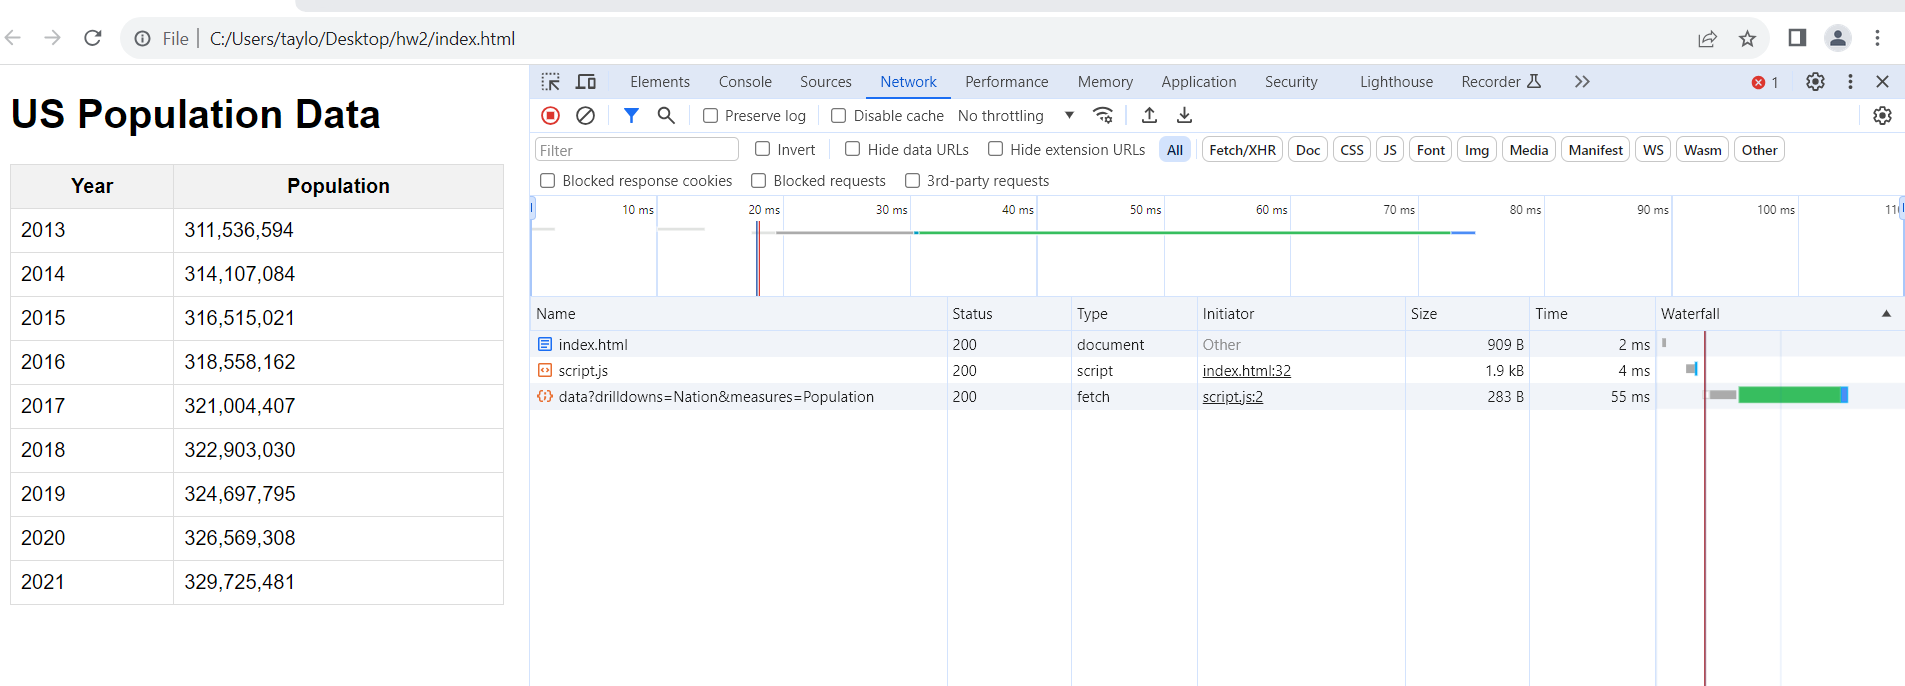 File C:/Users/taylo/Desktop/hw2/index.html
US Population Data
Year Population
2013 311,536,594
2014 314,107,084
2015 316,515,021
2016 318,558,162
2017 321,004,407
2018 322,903,030
2019 324,697,795
2020 326,569,308
2021 329,725,481
Elements Console Sources Network Performance Memory Application Security Lighthouse Recorder 1
Preserve log Disable cache No throttling
Filter Invert Hide data URLs Hide extension URLs All Fetch/XHR Doc CSS JS Font Img Media Manifest WS Wasm Other
Blocked response cookies Blocked requests 3rd-party requests
10 ms 20 ms 30 ms 40 ms 50 ms 60 ms 70 ms 80 ms 90 ms 100 ms
Name Status Type Initiator Size Time Waterfall
index.html 200 document Other 909 B 2 ms
script.js 200 script index.html:32 1.9 kB 4 ms
data?drilldowns=Nation&measures=Population 200 fetch script.js:2 283 B 55 ms